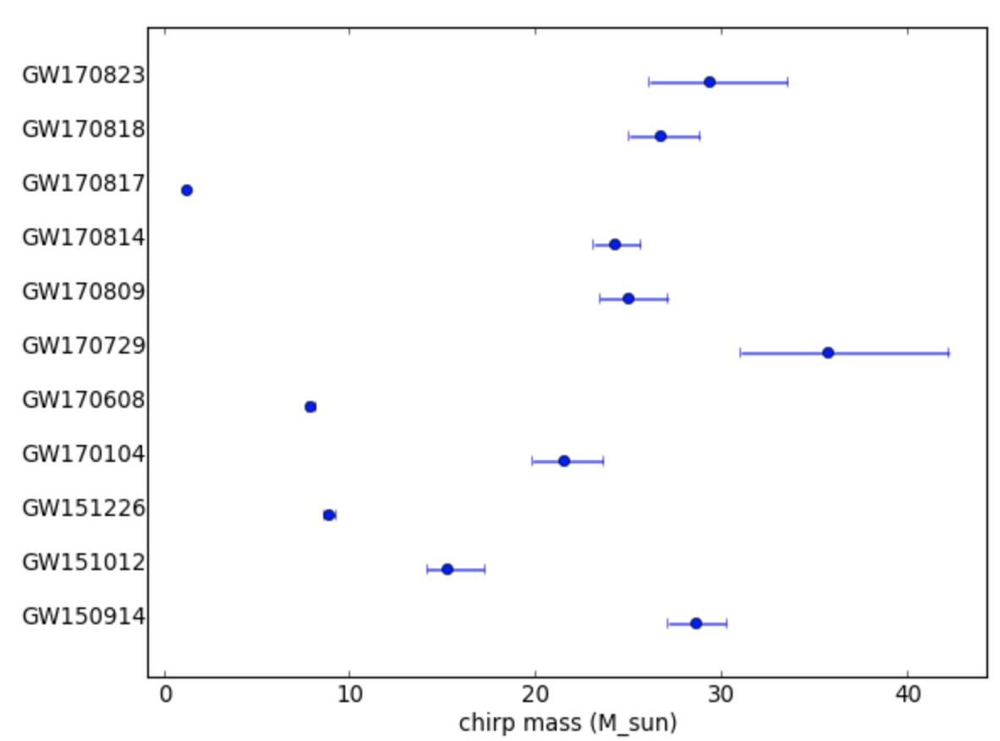 GW170823
GW170818
GW170817
GW170814
GW170809
GW170729
GW170608
GW170104
GW151226
GW151012
GW150914
0 10 20 30 40
chirp mass (M_sun)